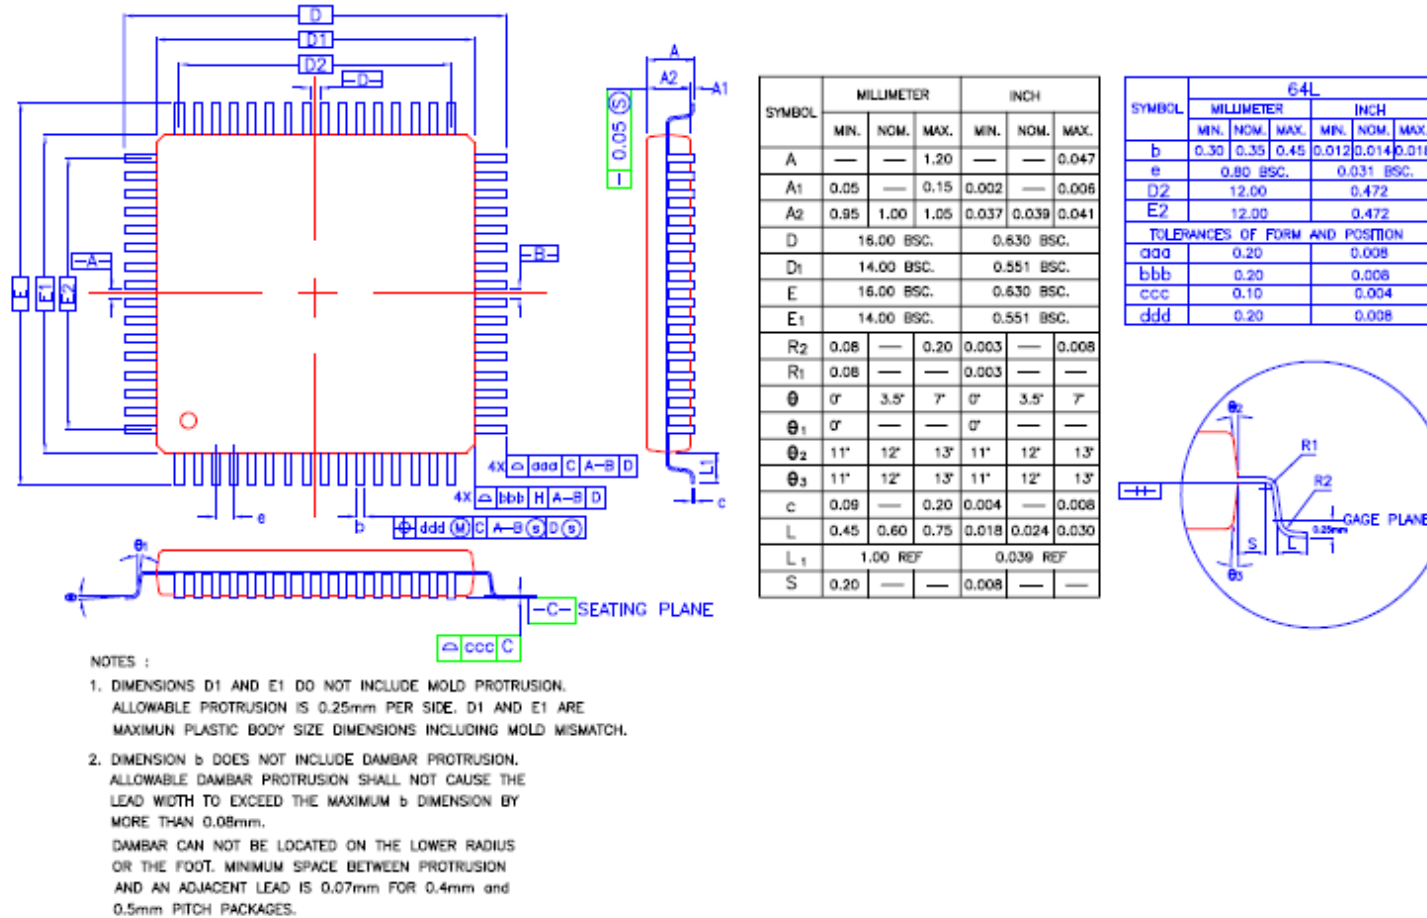 D
D1
D2
-D-
A
A2
A1
0.05 S
E
E1
E2
-A-
-B-
4X aaa C A-B D
4X bbb H A-B D
ddd M C A-B S D S
e
b
L1
c
θ1
θ
-C- SEATING PLANE
ccc C
SYMBOL MILLIMETER INCH
MIN. NOM. MAX. MIN. NOM. MAX.
A — — 1.20 — — 0.047
A1 0.05 — 0.15 0.002 — 0.006
A2 0.95 1.00 1.05 0.037 0.039 0.041
D 16.00 BSC. 0.630 BSC.
D1 14.00 BSC. 0.551 BSC.
E 16.00 BSC. 0.630 BSC.
E1 14.00 BSC. 0.551 BSC.
R2 0.08 — 0.20 0.003 — 0.008
R1 0.08 — — 0.003 — —
θ 0° 3.5° 7° 0° 3.5° 7°
θ1 0° — — 0° — —
θ2 11° 12° 13° 11° 12° 13°
θ3 11° 12° 13° 11° 12° 13°
c 0.09 — 0.20 0.004 — 0.008
L 0.45 0.60 0.75 0.018 0.024 0.030
L1 1.00 REF 0.039 REF
S 0.20 — — 0.008 — —
64L
SYMBOL MILLIMETER INCH
MIN. NOM. MAX. MIN. NOM. MAX.
b 0.30 0.35 0.45 0.012 0.014 0.018
e 0.80 BSC. 0.031 BSC.
D2 12.00 0.472
E2 12.00 0.472
TOLERANCES OF FORM AND POSITION
aaa 0.20 0.008
bbb 0.20 0.008
ccc 0.10 0.004
ddd 0.20 0.008
θ2
R1
R2
-H-
GAGE PLANE
0.25mm
S
L
θ3
NOTES :
1. DIMENSIONS D1 AND E1 DO NOT INCLUDE MOLD PROTRUSION.
ALLOWABLE PROTRUSION IS 0.25mm PER SIDE. D1 AND E1 ARE
MAXIMUN PLASTIC BODY SIZE DIMENSIONS INCLUDING MOLD MISMATCH.
2. DIMENSION b DOES NOT INCLUDE DAMBAR PROTRUSION.
ALLOWABLE DAMBAR PROTRUSION SHALL NOT CAUSE THE
LEAD WIDTH TO EXCEED THE MAXIMUM b DIMENSION BY
MORE THAN 0.08mm.
DAMBAR CAN NOT BE LOCATED ON THE LOWER RADIUS
OR THE FOOT. MINIMUM SPACE BETWEEN PROTRUSION
AND AN ADJACENT LEAD IS 0.07mm FOR 0.4mm and
0.5mm PITCH PACKAGES.